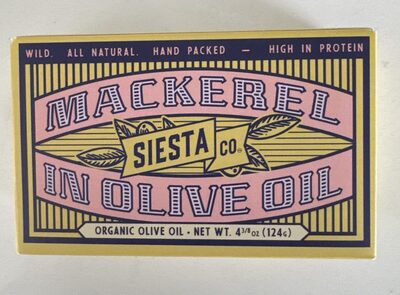 WILD. ALL NATURAL. HAND PACKED — HIGH IN PROTEIN
MACKEREL
SIESTA CO®
IN OLIVE OIL
ORGANIC OLIVE OIL • NET WT. 4 3/8 OZ (124G)